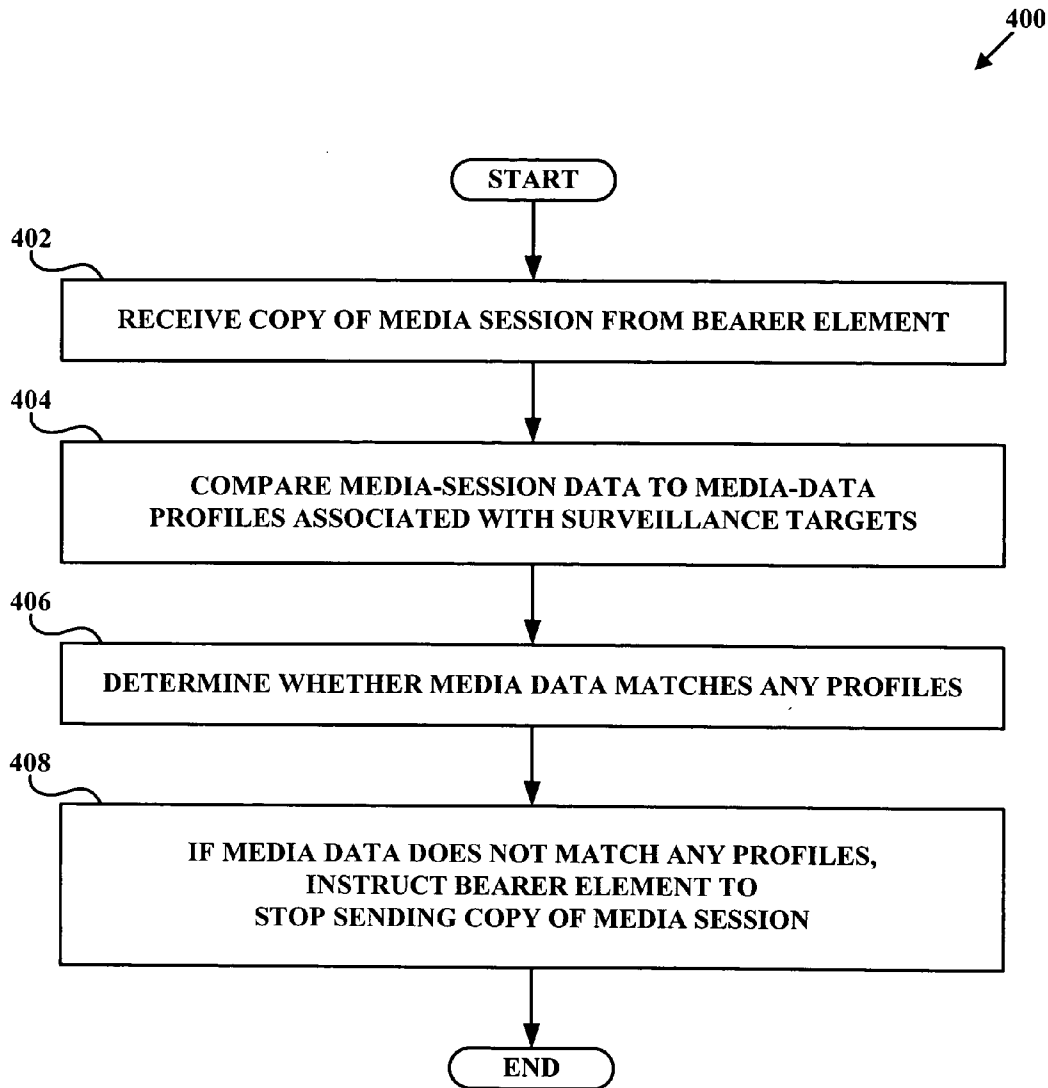 400
START
402
RECEIVE COPY OF MEDIA SESSION FROM BEARER ELEMENT
404
COMPARE MEDIA-SESSION DATA TO MEDIA-DATA
PROFILES ASSOCIATED WITH SURVEILLANCE TARGETS
406
DETERMINE WHETHER MEDIA DATA MATCHES ANY PROFILES
408
IF MEDIA DATA DOES NOT MATCH ANY PROFILES,
INSTRUCT BEARER ELEMENT TO
STOP SENDING COPY OF MEDIA SESSION
END